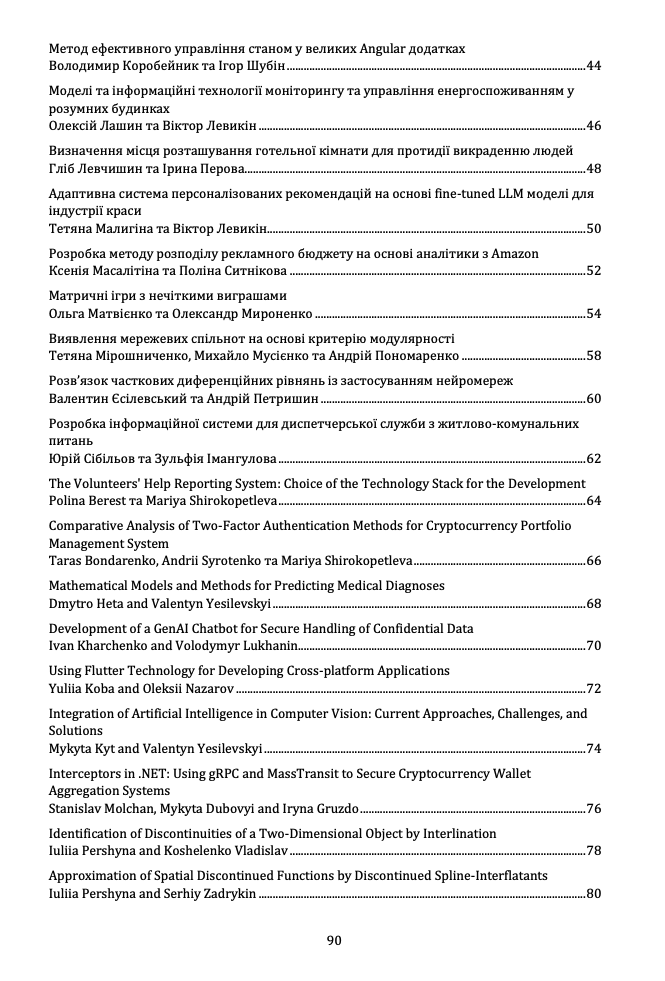 Метод ефективного управління станом у великих Angular додатках
Володимир Коробейник та Ігор Шубін............44
Моделі та інформаційні технології моніторингу та управління енергоспоживанням у
розумних будинках
Олексій Лашин та Віктор Левикін............46
Визначення місця розташування готельної кімнати для протидії викраденню людей
Гліб Левчишин та Ірина Перова............48
Адаптивна система персоналізованих рекомендацій на основі fine-tuned LLM моделі для
індустрії краси
Тетяна Малигіна та Віктор Левикін............50
Розробка методу розподілу рекламного бюджету на основі аналітики з Amazon
Ксенія Масалітіна та Поліна Ситнікова............52
Матричні ігри з нечіткими виграшами
Ольга Матвієнко та Олександр Мироненко............54
Виявлення мережевих спільнот на основі критерію модулярності
Тетяна Мірошниченко, Михайло Мусієнко та Андрій Пономаренко............58
Розв’язок часткових диференційних рівнянь із застосуванням нейромереж
Валентин Єсілевський та Андрій Петришин............60
Розробка інформаційної системи для диспетчерської служби з житлово-комунальних
питань
Юрій Сібільов та Зульфія Імангулова............62
The Volunteers' Help Reporting System: Choice of the Technology Stack for the Development
Polina Berest та Mariya Shirokopetleva............64
Comparative Analysis of Two-Factor Authentication Methods for Cryptocurrency Portfolio
Management System
Taras Bondarenko, Andrii Syrotenko та Mariya Shirokopetleva............66
Mathematical Models and Methods for Predicting Medical Diagnoses
Dmytro Heta and Valentyn Yesilevskyi............68
Development of a GenAI Chatbot for Secure Handling of Confidential Data
Ivan Kharchenko and Volodymyr Lukhanin............70
Using Flutter Technology for Developing Cross-platform Applications
Yuliia Koba and Oleksii Nazarov............72
Integration of Artificial Intelligence in Computer Vision: Current Approaches, Challenges, and
Solutions
Mykyta Kyt and Valentyn Yesilevskyi............74
Interceptors in .NET: Using gRPC and MassTransit to Secure Cryptocurrency Wallet
Aggregation Systems
Stanislav Molchan, Mykyta Dubovyi and Iryna Gruzdo............76
Identification of Discontinuities of a Two-Dimensional Object by Interlination
Iuliia Pershyna and Koshelenko Vladislav............78
Approximation of Spatial Discontinued Functions by Discontinued Spline-Interflatants
Iuliia Pershyna and Serhiy Zadrykin............80
90